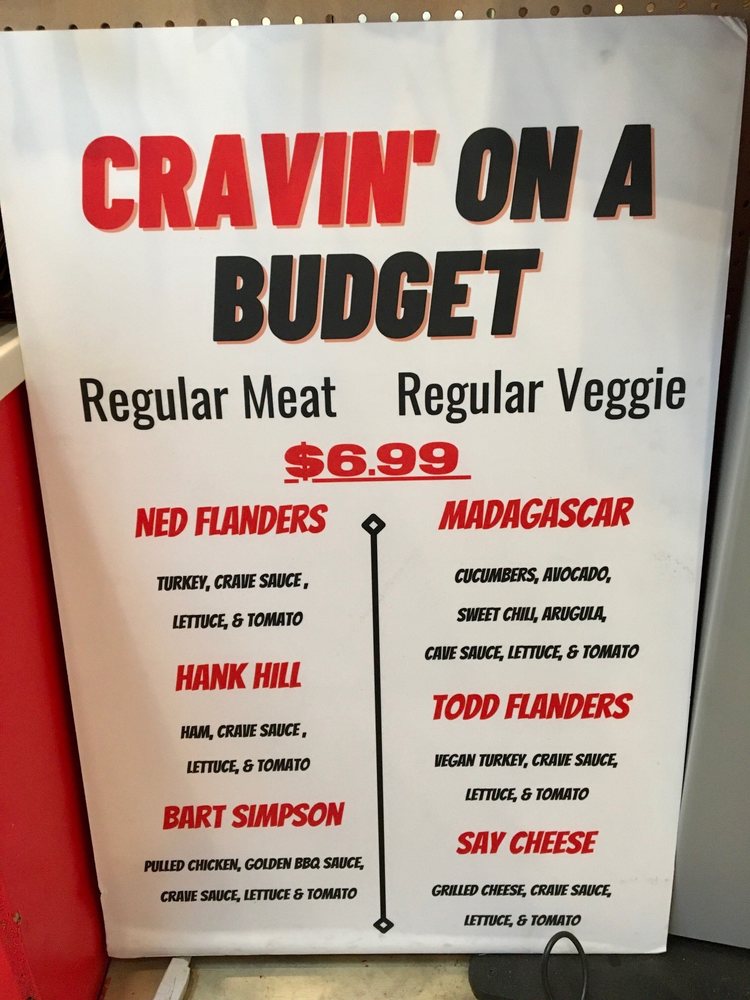 CRAVIN' ON A
BUDGET
Regular Meat
Regular Veggie
$6.99
NED FLANDERS
TURKEY, CRAVE SAUCE,
LETTUCE, & TOMATO
HANK HILL
HAM, CRAVE SAUCE,
LETTUCE, & TOMATO
BART SIMPSON
PULLED CHICKEN, GOLDEN BBQ SAUCE,
CRAVE SAUCE, LETTUCE & TOMATO
MADAGASCAR
CUCUMBERS, AVOCADO,
SWEET CHILI, ARUGULA,
CAVE SAUCE, LETTUCE, & TOMATO
TODD FLANDERS
VEGAN TURKEY, CRAVE SAUCE,
LETTUCE, & TOMATO
SAY CHEESE
GRILLED CHEESE, CRAVE SAUCE,
LETTUCE, & TOMATO